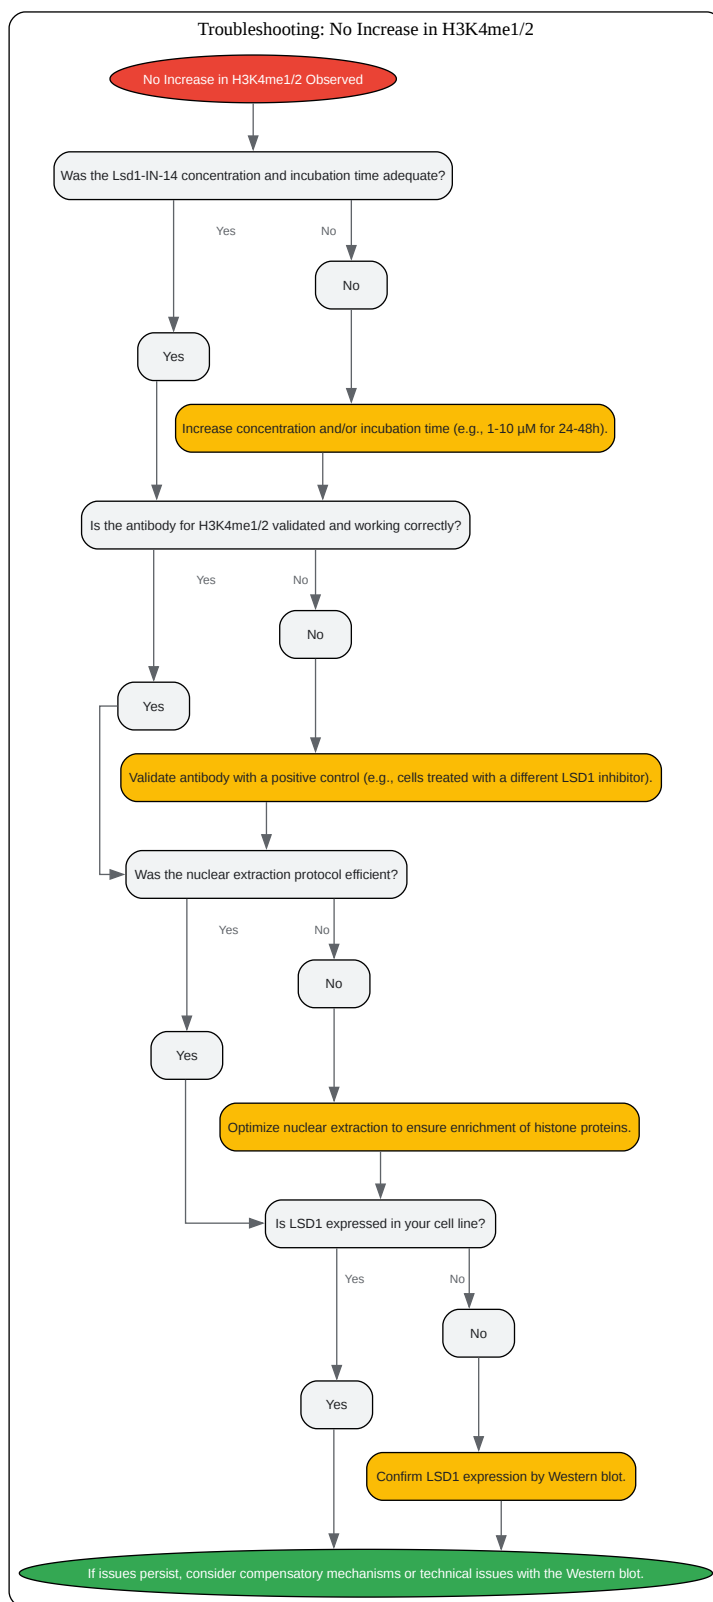 Troubleshooting: No Increase in H3K4me1/2
No Increase in H3K4me1/2 Observed
Was the Lsd1-IN-14 concentration and incubation time adequate?
Yes
No
No
Yes
Increase concentration and/or incubation time (e.g., 1-10 µM for 24-48h).
Is the antibody for H3K4me1/2 validated and working correctly?
Yes
No
No
Yes
Validate antibody with a positive control (e.g., cells treated with a different LSD1 inhibitor).
Was the nuclear extraction protocol efficient?
Yes
No
No
Yes
Optimize nuclear extraction to ensure enrichment of histone proteins.
Is LSD1 expressed in your cell line?
Yes
No
No
Yes
Confirm LSD1 expression by Western blot.
If issues persist, consider compensatory mechanisms or technical issues with the Western blot.